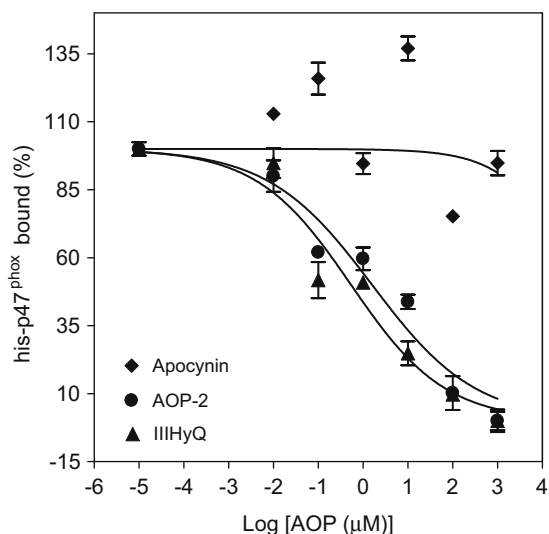 135
110
85
60
35
10
-15
his-p47phox bound (%)
Apocynin
AOP-2
IIIHyQ
-6 -5 -4 -3 -2 -1 0 1 2 3 4
Log [AOP (μM)]